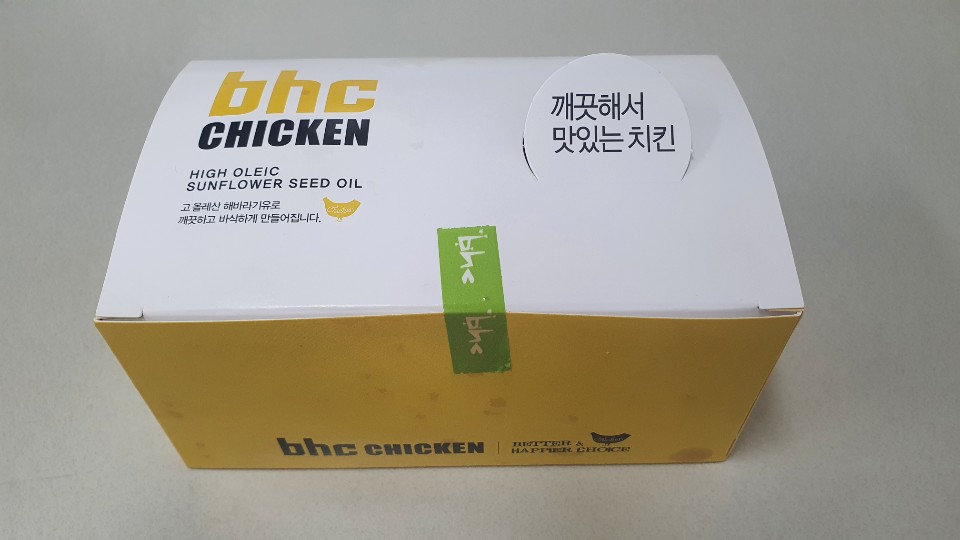 bhc
CHICKEN
HIGH OLEIC
SUNFLOWER SEED OIL
고 올레산 해바라기유로
깨끗하고 바삭하게 만들어집니다.
깨끗해서
맛있는 치킨
bhc CHICKEN
BETTER &
HAPPIER CHOICE